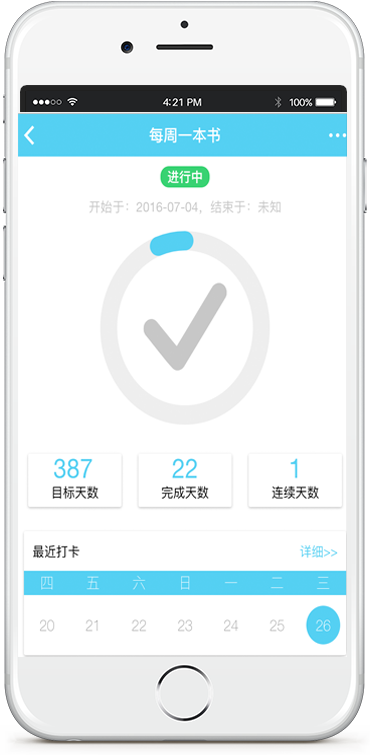 4:21 PM 100%
每周一本书
进行中
开始于：2016-07-04，结束于：未知
387 22 1
目标天数 完成天数 连续天数
最近打卡 详细>>
四 五 六 日 一 二 三
20 21 22 23 24 25 26